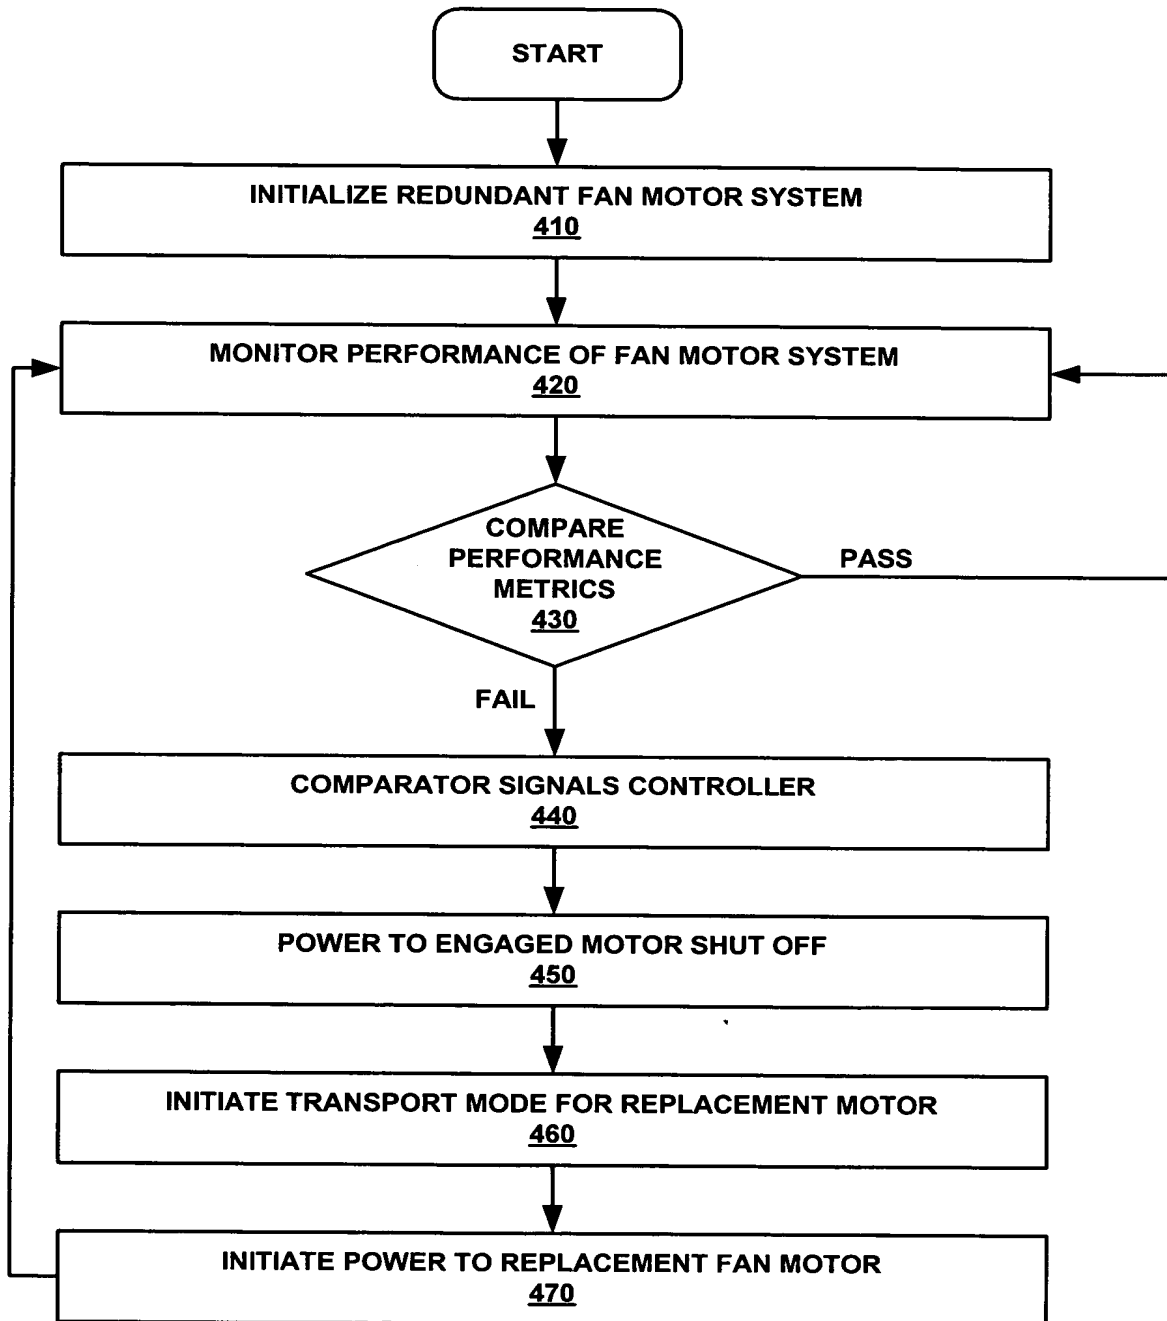 START
INITIALIZE REDUNDANT FAN MOTOR SYSTEM
410
MONITOR PERFORMANCE OF FAN MOTOR SYSTEM
420
COMPARE
PERFORMANCE
METRICS
430
PASS
FAIL
COMPARATOR SIGNALS CONTROLLER
440
POWER TO ENGAGED MOTOR SHUT OFF
450
INITIATE TRANSPORT MODE FOR REPLACEMENT MOTOR
460
INITIATE POWER TO REPLACEMENT FAN MOTOR
470